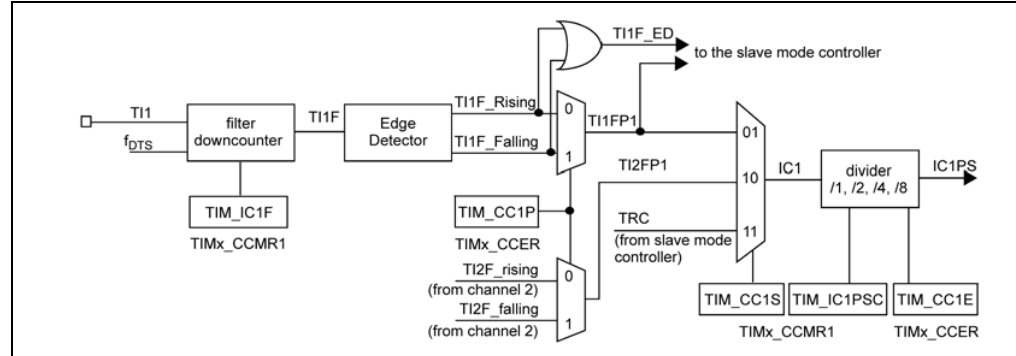 TI1F_ED
to the slave mode controller
TI1
TI1F
TI1F_Rising
0
TI1FP1
01
filter
downcounter
Edge
Detector
fDTS
TI1F_Falling
1
TI2FP1
10
IC1
divider
/1, /2, /4, /8
IC1PS
TIM_IC1F
TIMx_CCMR1
TIM_CC1P
TIMx_CCER
TRC
(from slave mode
controller)
11
TI2F_rising
(from channel 2)
0
TI2F_falling
(from channel 2)
1
TIM_CC1S
TIM_IC1PSC
TIM_CC1E
TIMx_CCMR1
TIMx_CCER